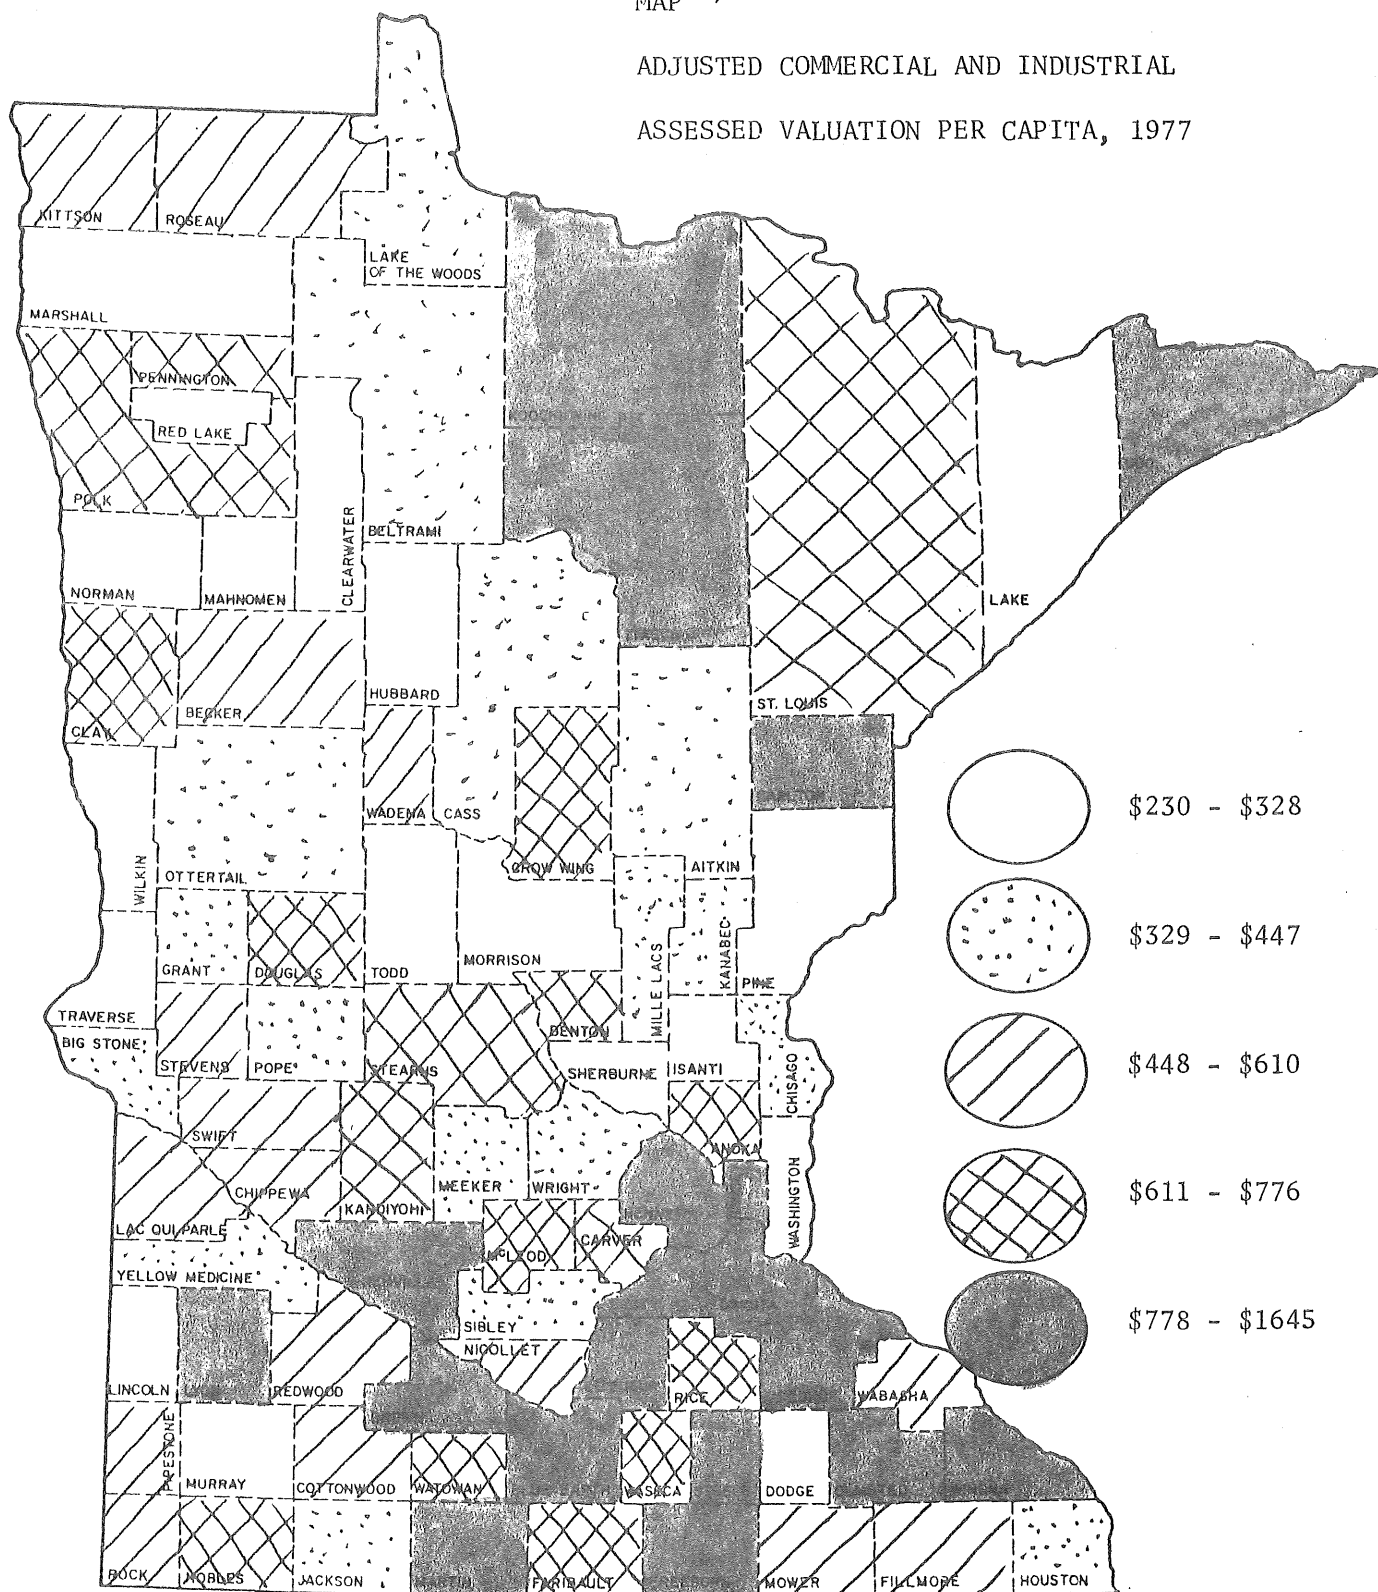 MAP
ADJUSTED COMMERCIAL AND INDUSTRIAL
ASSESSED VALUATION PER CAPITA, 1977
KITTSON
ROSEAU
LAKE
OF THE WOODS
MARSHALL
PENNINGTON
RED LAKE
POLK
BELTRAMI
CLEARWATER
NORMAN
MAHNOMEN
LAKE
HUBBARD
BECKER
CLAY
ST. LOUIS
WADENA
CASS
CROW WING
AITKIN
WILKIN
OTTERTAIL
GRANT
DOUGLAS
TODD
MORRISON
MILLE LACS
KANABEC
PINE
TRAVERSE
BIG STONE
STEVENS
POPE
STEARNS
BENTON
SHERBURNE
ISANTI
CHISAGO
SWIFT
ANOKA
WASHINGTON
CHIPPEWA
KANDIYOHI
MEEKER
WRIGHT
LAC QUI PARLE
McLEOD
CARVER
YELLOW MEDICINE
SIBLEY
NICOLLET
LINCOLN
LYON
REDWOOD
RICE
WABASHA
PIPESTONE
MURRAY
COTTONWOOD
WATONWAN
WASECA
DODGE
ROCK
NOBLES
JACKSON
MARTIN
FARIBAULT
MOWER
FILLMORE
HOUSTON
$230 - $328
$329 - $447
$448 - $610
$611 - $776
$778 - $1645